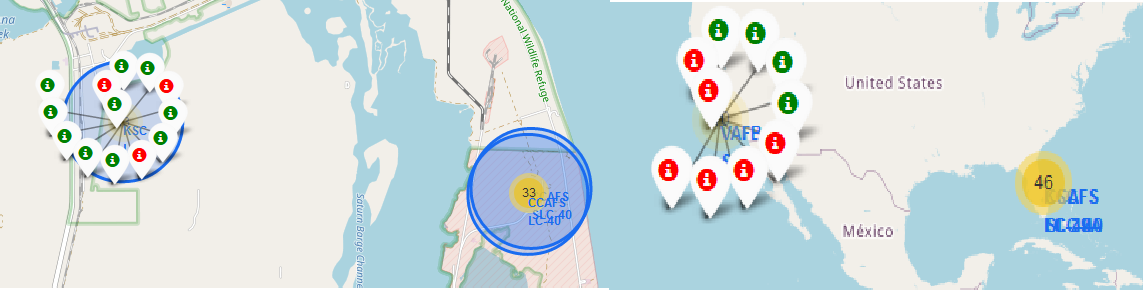 National Wildlife Refuge
KSC
L
Saturn Barge Channel
33
AFS
CCAFS
SLC-40
LC-40
United States
VAFB
S
46
México